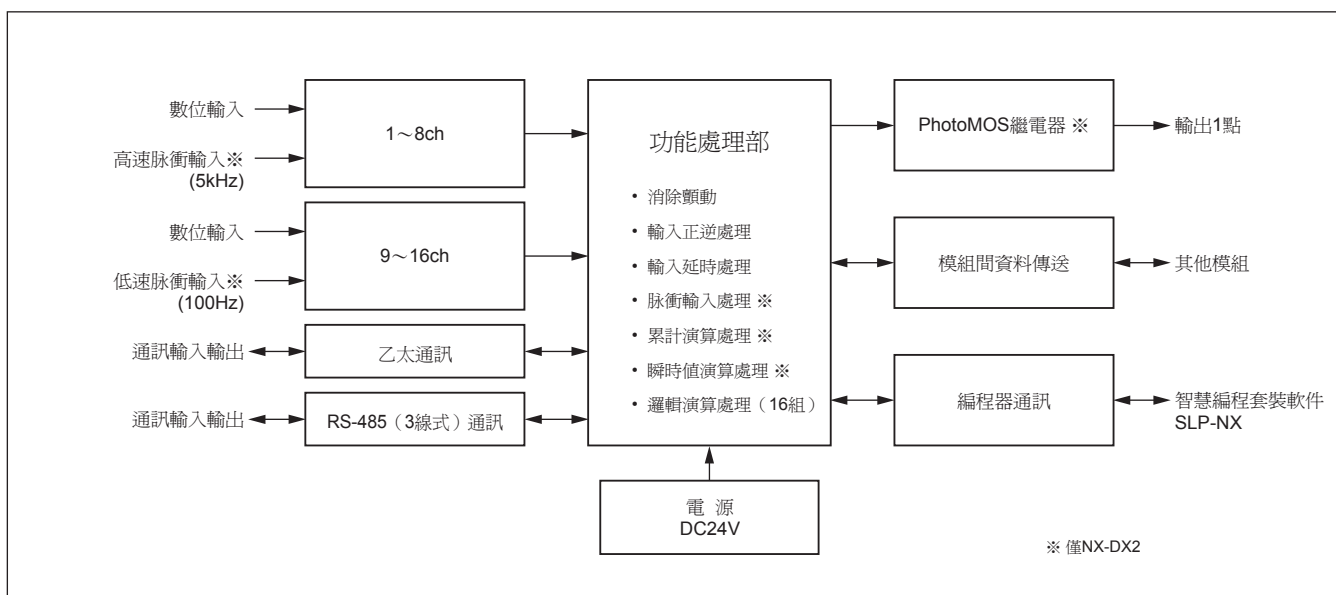 數位輸入
高速脉衝輸入※
(5kHz)
1～8ch
數位輸入
低速脉衝輸入※
(100Hz)
9～16ch
通訊輸入輸出
乙太通訊
通訊輸入輸出
RS-485（3線式）通訊
功能處理部
・消除顫動
・輸入正逆處理
・輸入延時處理
・脉衝輸入處理 ※
・累計演算處理 ※
・瞬時值演算處理 ※
・邏輯演算處理（16組）
電 源
DC24V
PhotoMOS繼電器 ※
輸出1點
模組間資料傳送
其他模組
編程器通訊
智慧編程套裝軟件
SLP-NX
※ 僅NX-DX2